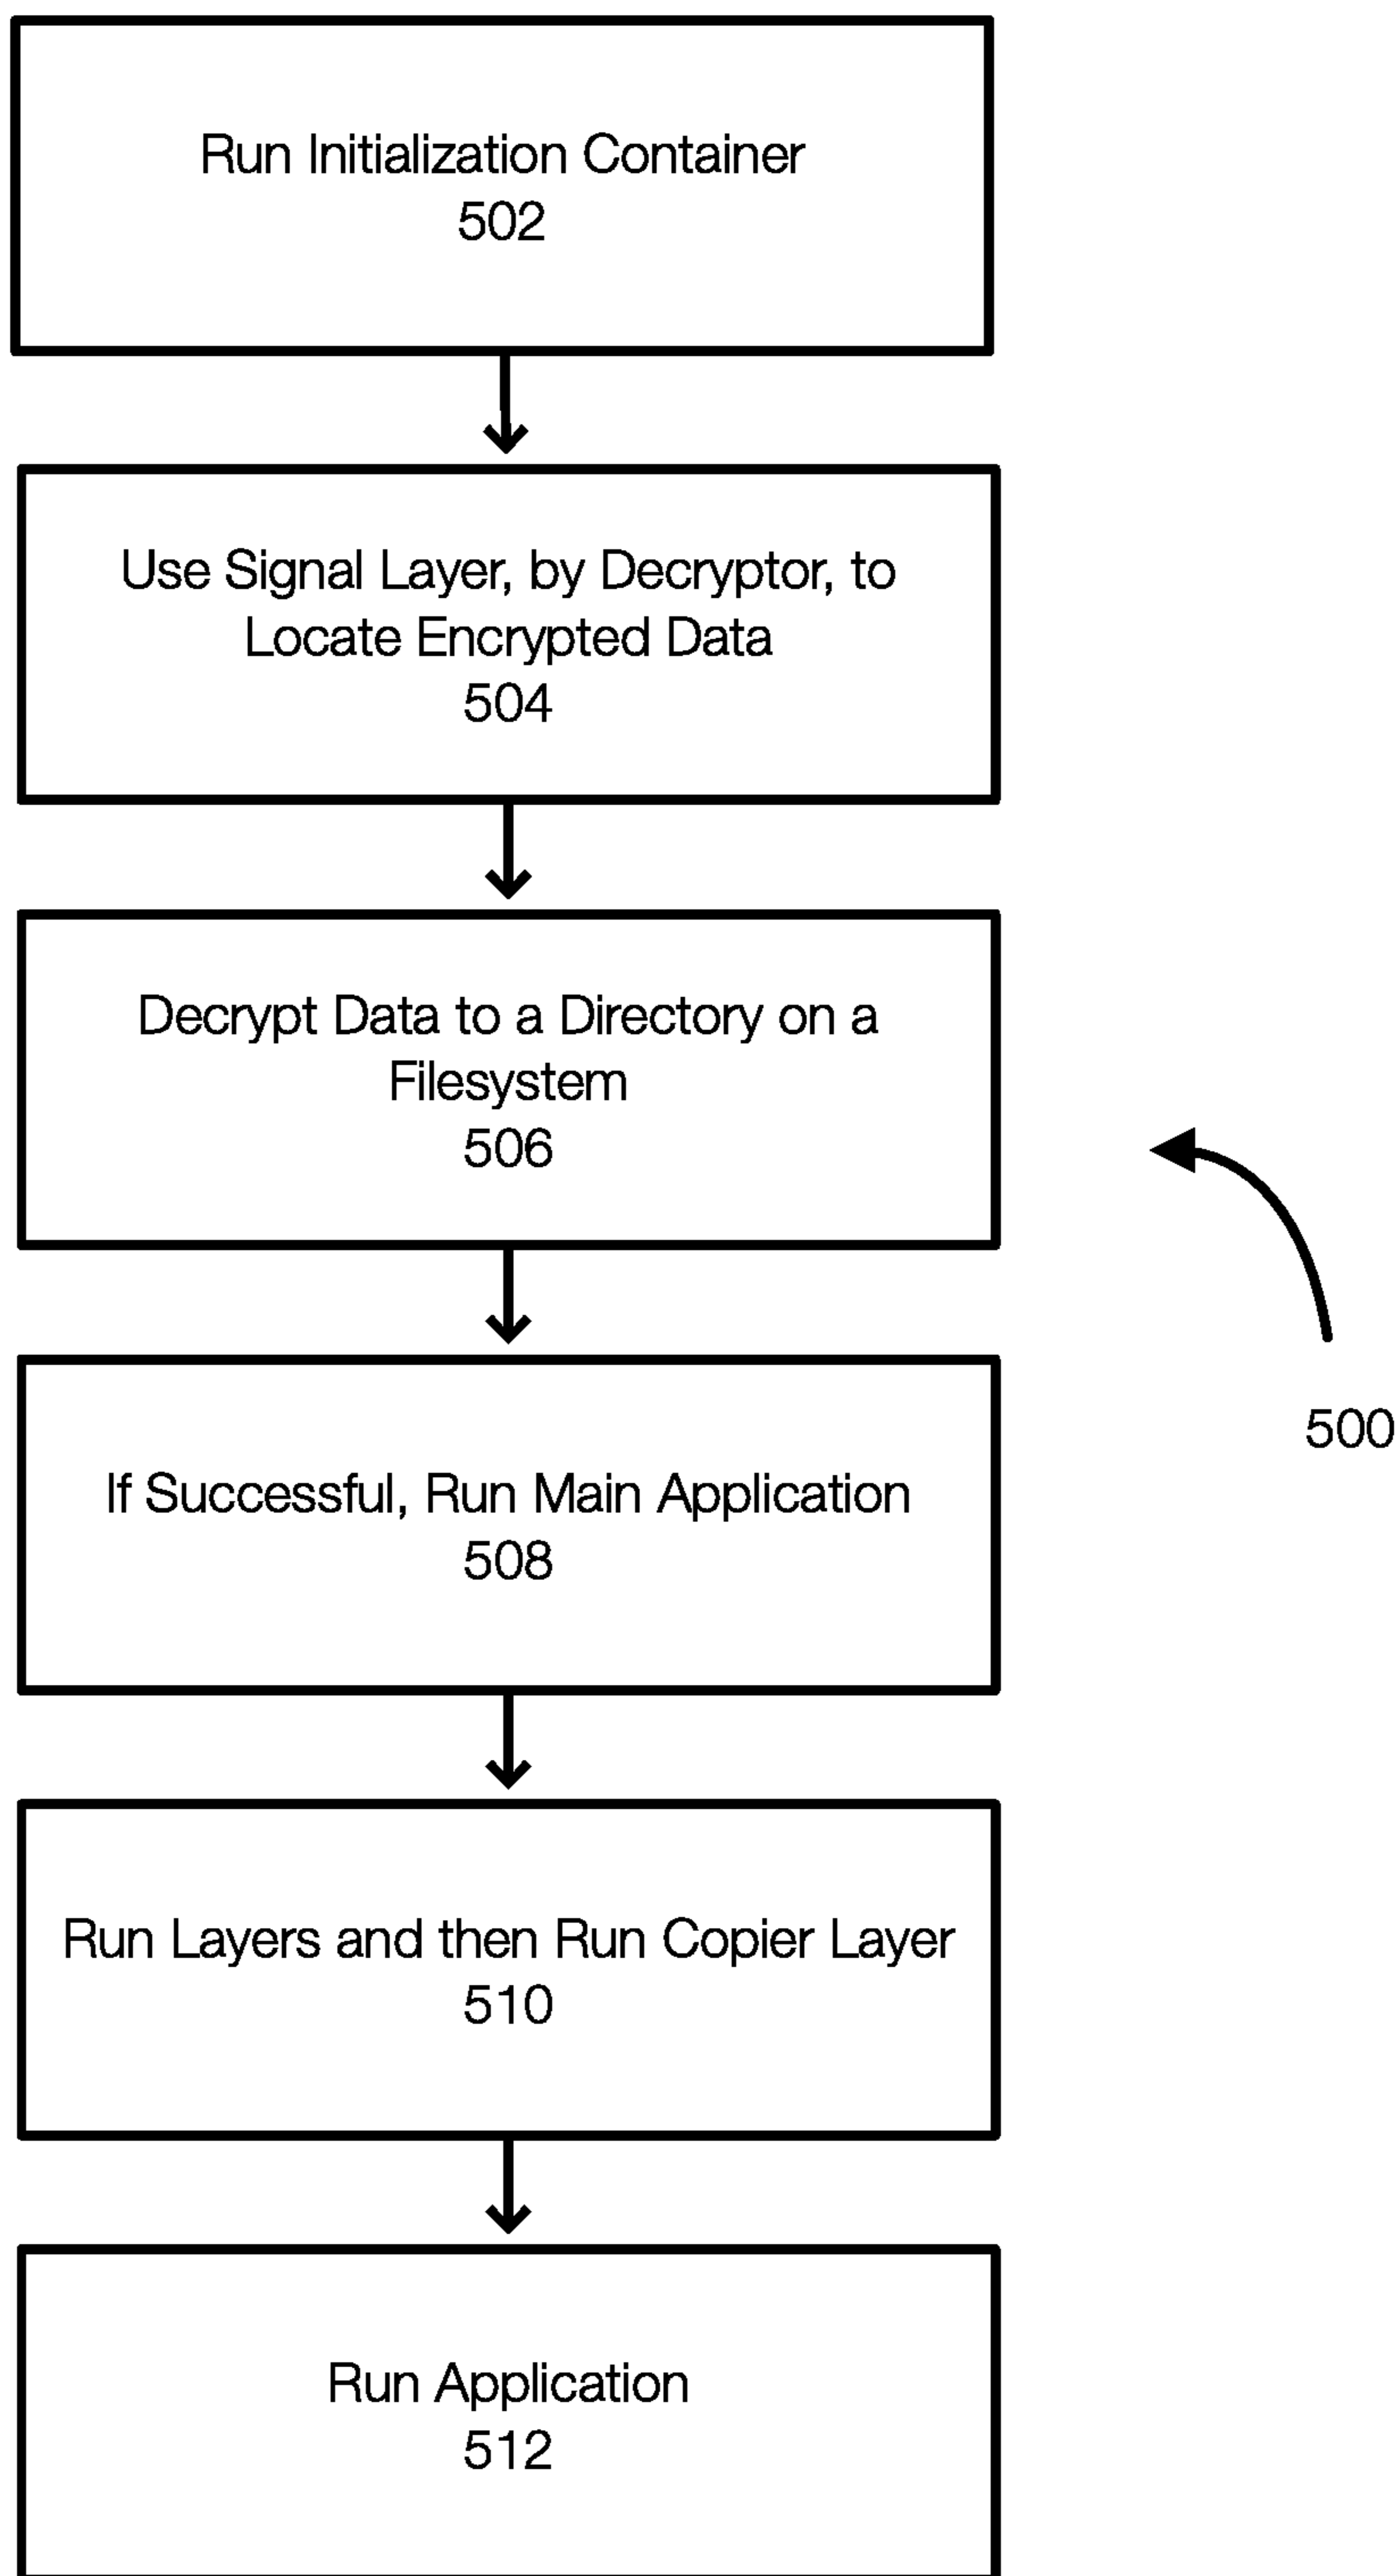 Run Initialization Container
502
Use Signal Layer, by Decryptor, to
Locate Encrypted Data
504
Decrypt Data to a Directory on a
Filesystem
506
500
If Successful, Run Main Application
508
Run Layers and then Run Copier Layer
510
Run Application
512